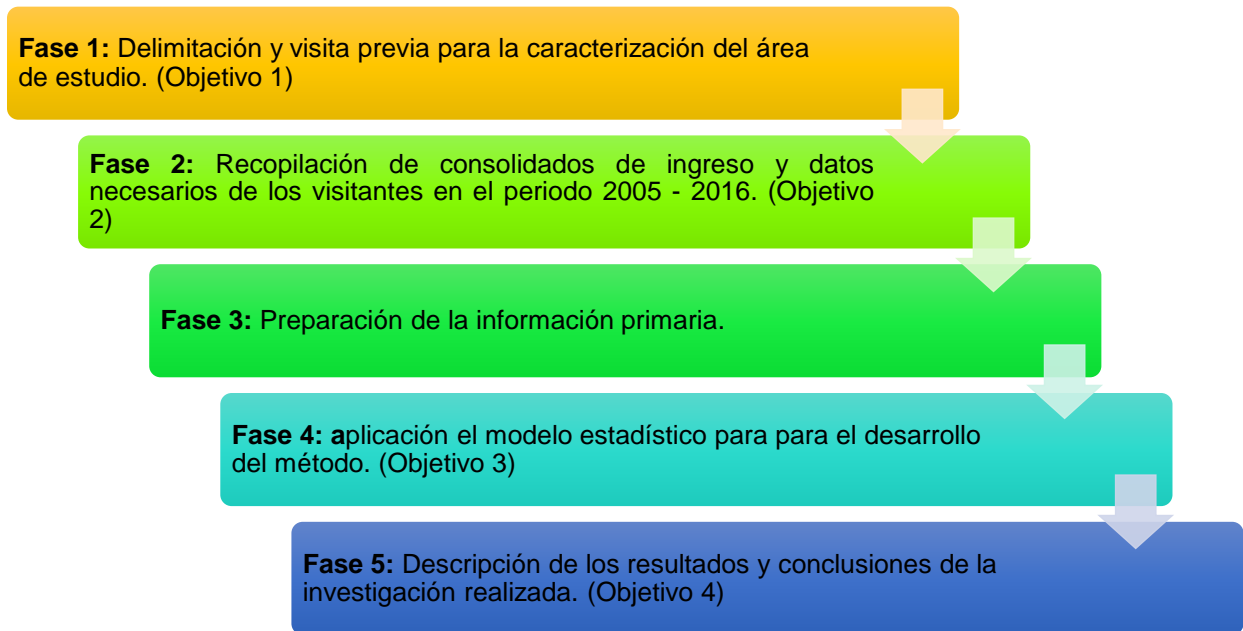 Fase 1: Delimitación y visita previa para la caracterización del área
de estudio. (Objetivo 1)
Fase 2: Recopilación de consolidados de ingreso y datos
necesarios de los visitantes en el periodo 2005 - 2016. (Objetivo
2)
Fase 3: Preparación de la información primaria.
Fase 4: aplicación el modelo estadístico para para el desarrollo
del método. (Objetivo 3)
Fase 5: Descripción de los resultados y conclusiones de la
investigación realizada. (Objetivo 4)